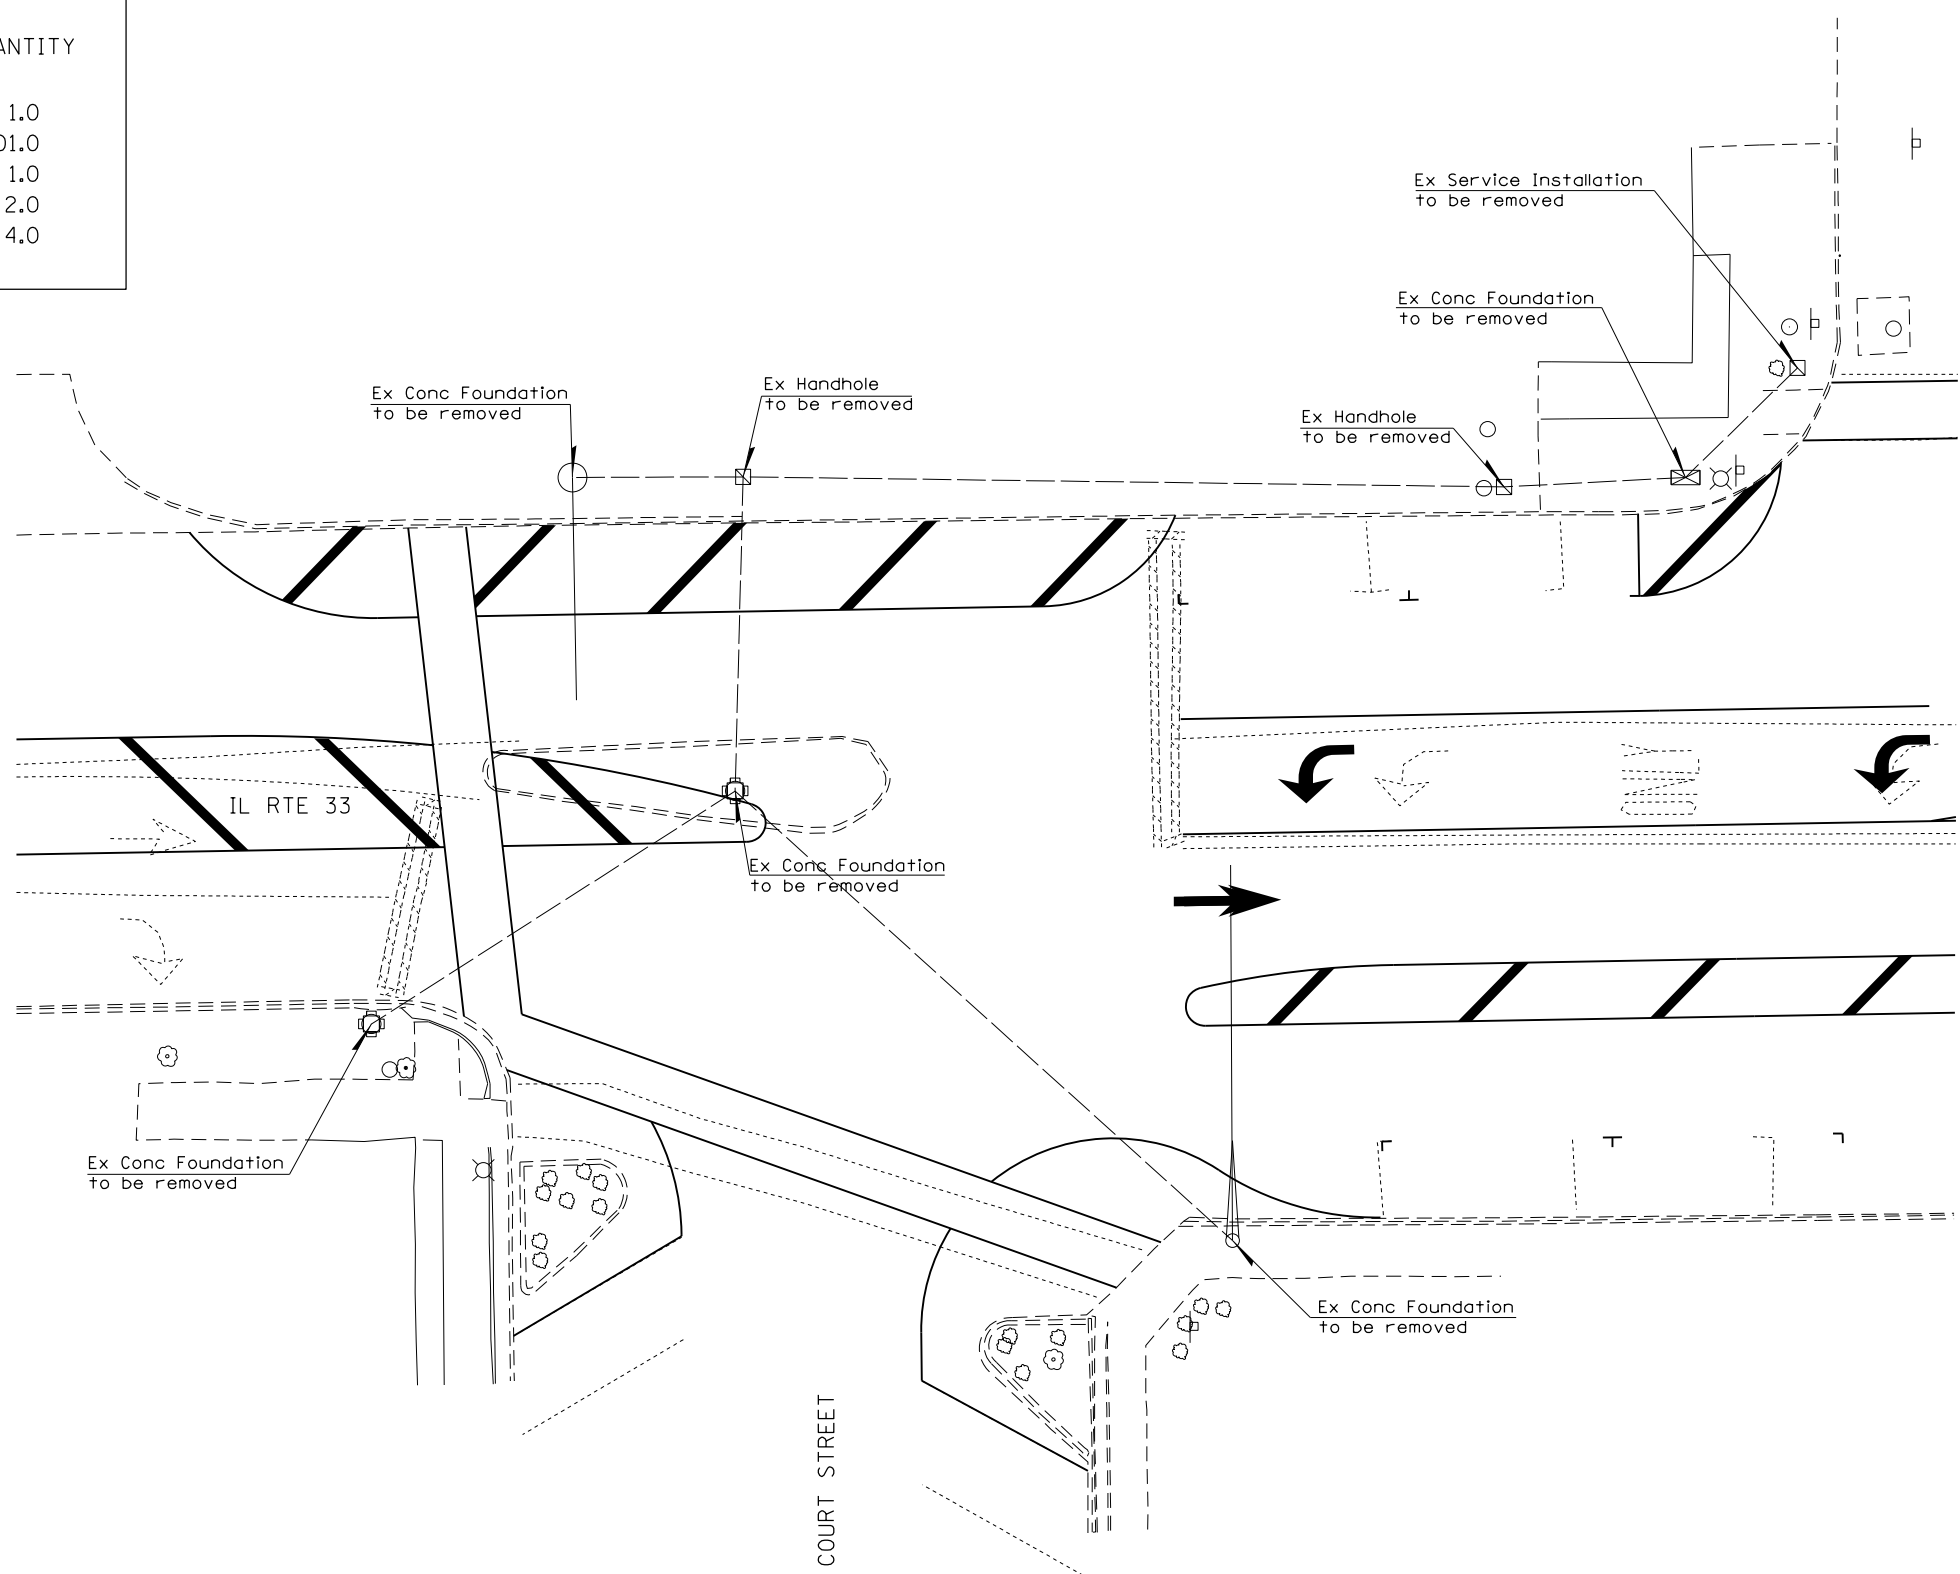 1.0
1.0
2.0
4.0
Ex Service Installation
to be removed
Ex Conc Foundation
to be removed
Ex Conc Foundation
to be removed
Ex Handhole
to be removed
Ex Handhole
to be removed
IL RTE 33
Ex Conc Foundation
to be removed
Ex Conc Foundation
to be removed
Ex Conc Foundation
to be removed
COURT STREET